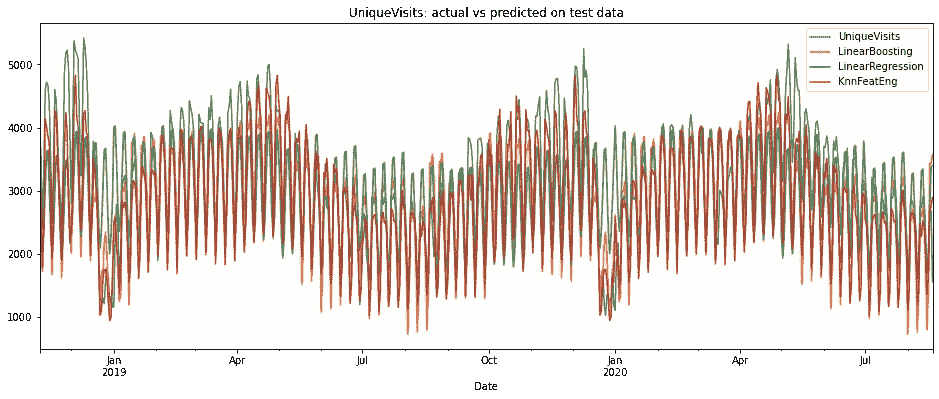 UniqueVisits: actual vs predicted on test data
UniqueVisits
LinearBoosting
LinearRegression
KnnFeatEng
5000
4000
3000
2000
1000
Jan Apr Jul Oct Jan Apr Jul
2019 2020
Date